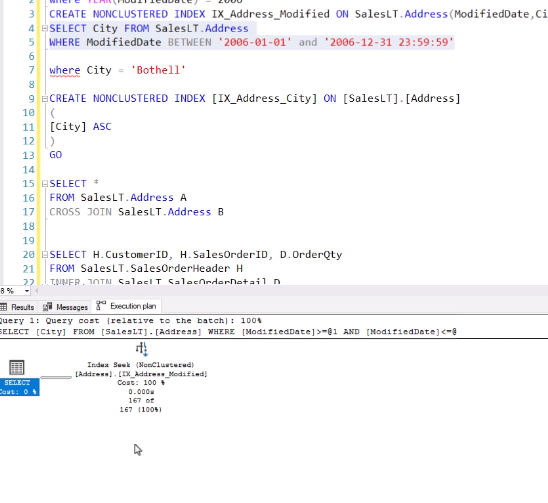 2 where YEAR(ModifiedDate) = 2006
3 CREATE NONCLUSTERED INDEX IX_Address_Modified ON SalesLT.Address(ModifiedDate,Ci
4 SELECT City FROM SalesLT.Address
5 WHERE ModifiedDate BETWEEN '2006-01-01' and '2006-12-31 23:59:59'
6
7 where City = 'Bothell'
8
9 CREATE NONCLUSTERED INDEX [IX_Address_City] ON [SalesLT].[Address]
10 (
11 [City] ASC
12 )
13 GO
14
15 SELECT *
16 FROM SalesLT.Address A
17 CROSS JOIN SalesLT.Address B
18
19
20 SELECT H.CustomerID, H.SalesOrderID, D.OrderQty
21 FROM SalesLT.SalesOrderHeader H
22 INNER JOIN SalesLT.SalesOrderDetail D
8 %
Results Messages Execution plan
Query 1: Query cost (relative to the batch): 100%
SELECT [City] FROM [SalesLT].[Address] WHERE [ModifiedDate]>=@1 AND [ModifiedDate]<=@
SELECT
Cost: 0 %
Index Seek (NonClustered)
[Address].[IX_Address_Modified]
Cost: 100 %
0.000s
167 of
167 (100%)